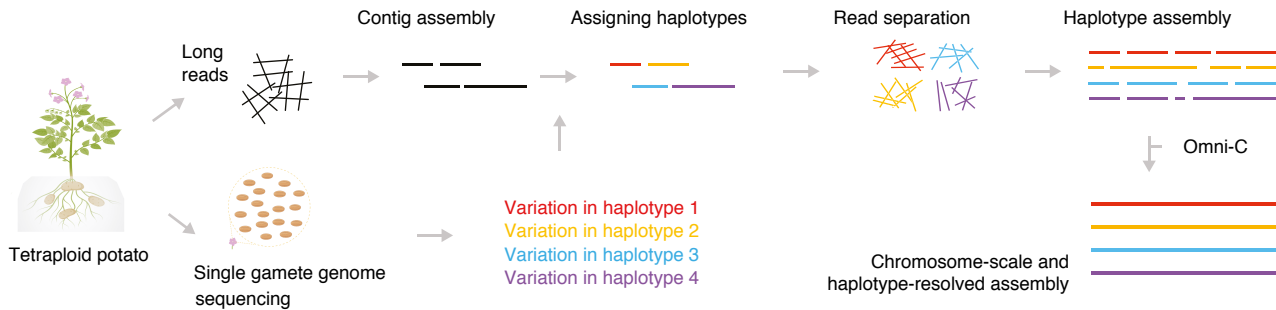 Contig assembly
Assigning haplotypes
Read separation
Haplotype assembly
Long
reads
Omni-C
Tetraploid potato
Single gamete genome
sequencing
Variation in haplotype 1
Variation in haplotype 2
Variation in haplotype 3
Variation in haplotype 4
Chromosome-scale and
haplotype-resolved assembly